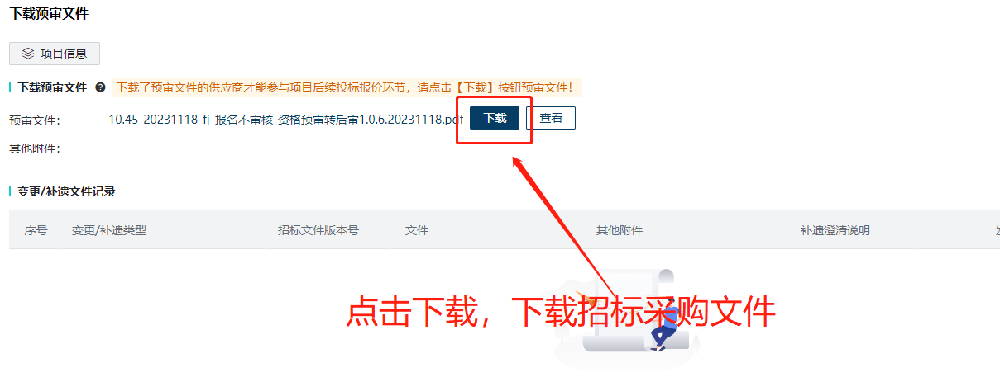 下载预审文件
项目信息
下载预审文件 ? 下载了预审文件的供应商才能参与项目后续投标报价环节，请点击【下载】按钮预审文件！
预审文件： 10.45-20231118-fj-报名不审核-资格预审转后审1.0.6.20231118.pdf 下载 查看
其他附件：
变更/补遗文件记录
序号 变更/补遗类型 招标文件版本号 文件 其他附件 补遗澄清说明
点击下载，下载招标采购文件